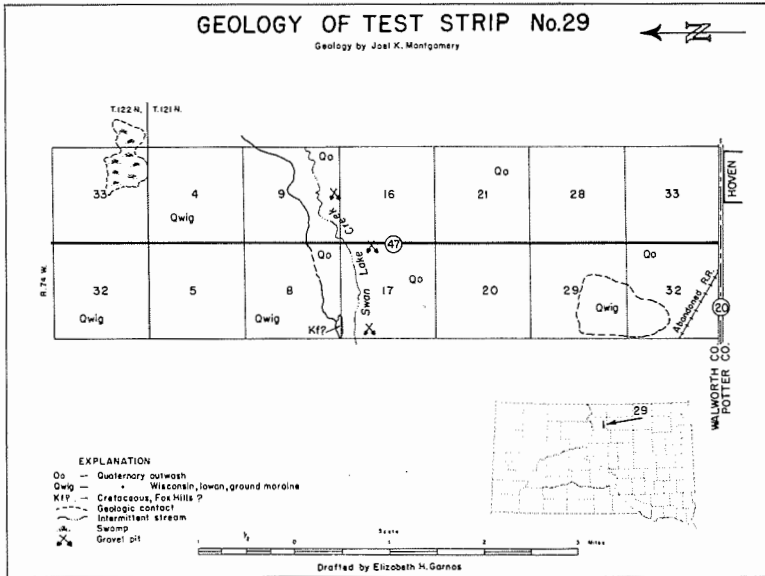 GEOLOGY OF TEST STRIP No.29
Geology by Joel K. Montgomery
N
T.122 N. T.121 N.
R. 74 W.
33 4 9 Qo 16 21 Qo 28 33 HOVEN
Qwig
47
Swan Lake Creek
32 5 8 Qo 17 Qo 20 29 Qwig 32 Qo
Qwig Qwig Kf?
Abandoned R.R.
20
WALWORTH CO.
POTTER CO.
29
EXPLANATION
Qo - Quaternary outwash
Qwig - " Wisconsin, Iowan, ground moraine
Kf? - Cretaceous, Fox Hills ?
Geologic contact
Intermittent stream
Swamp
Gravel pit
Scale
1 1/2 0 1 2 3 Miles
Drafted by Elizabeth H. Garnos